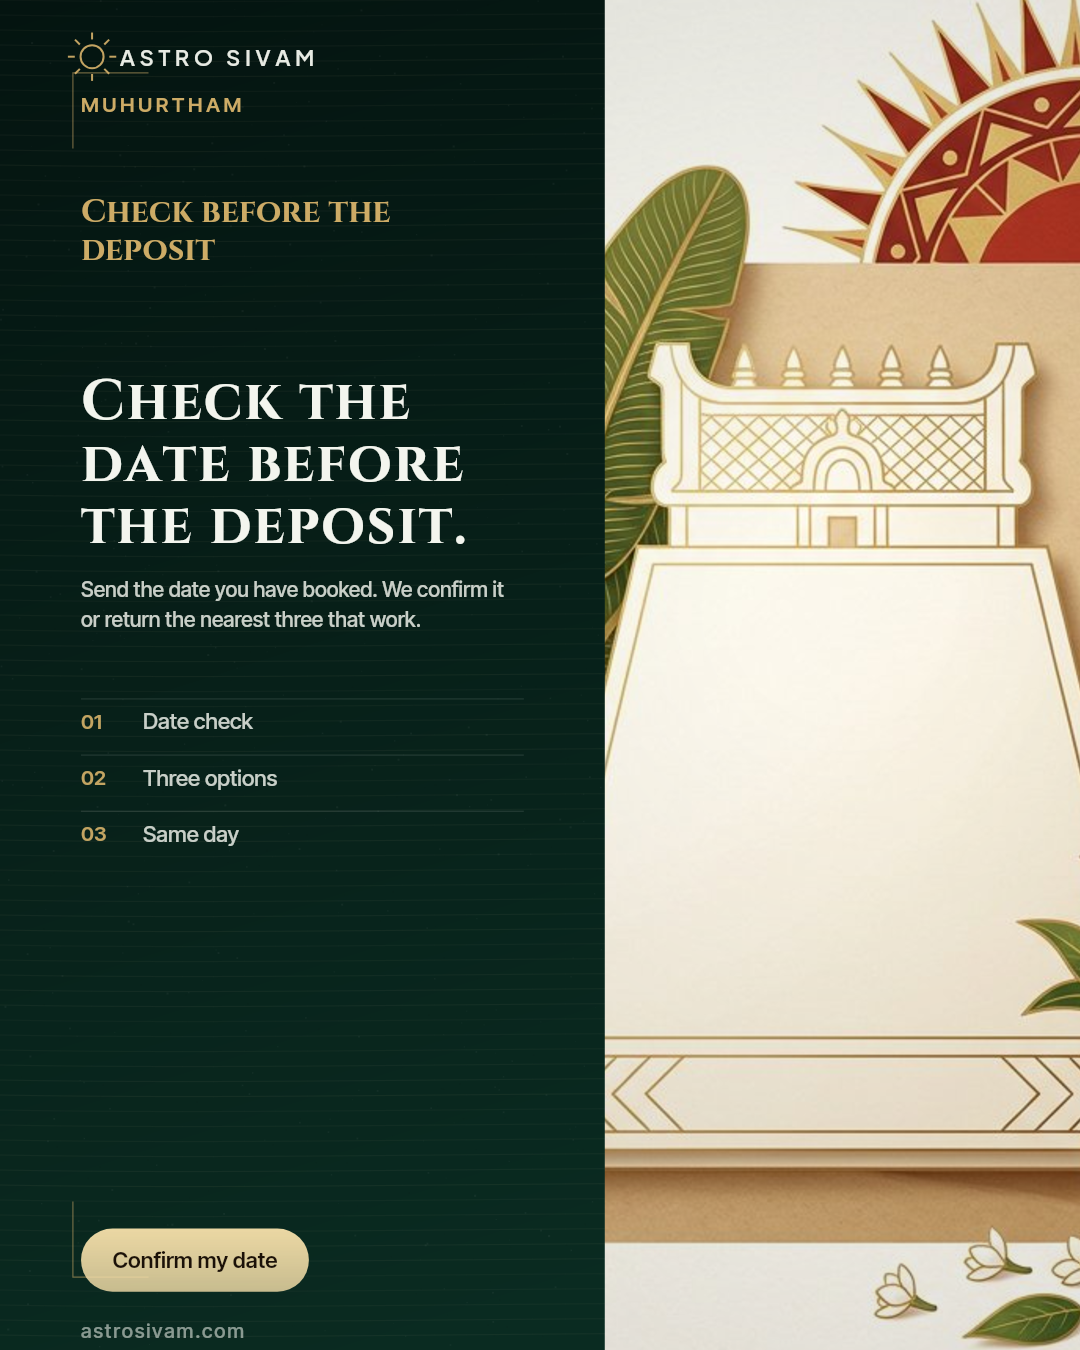 ASTRO SIVAM
MUHURTHAM
Check before the
deposit
Check the
date before
the deposit.
Send the date you have booked. We confirm it
or return the nearest three that work.
01 Date check
02 Three options
03 Same day
Confirm my date
astrosivam.com